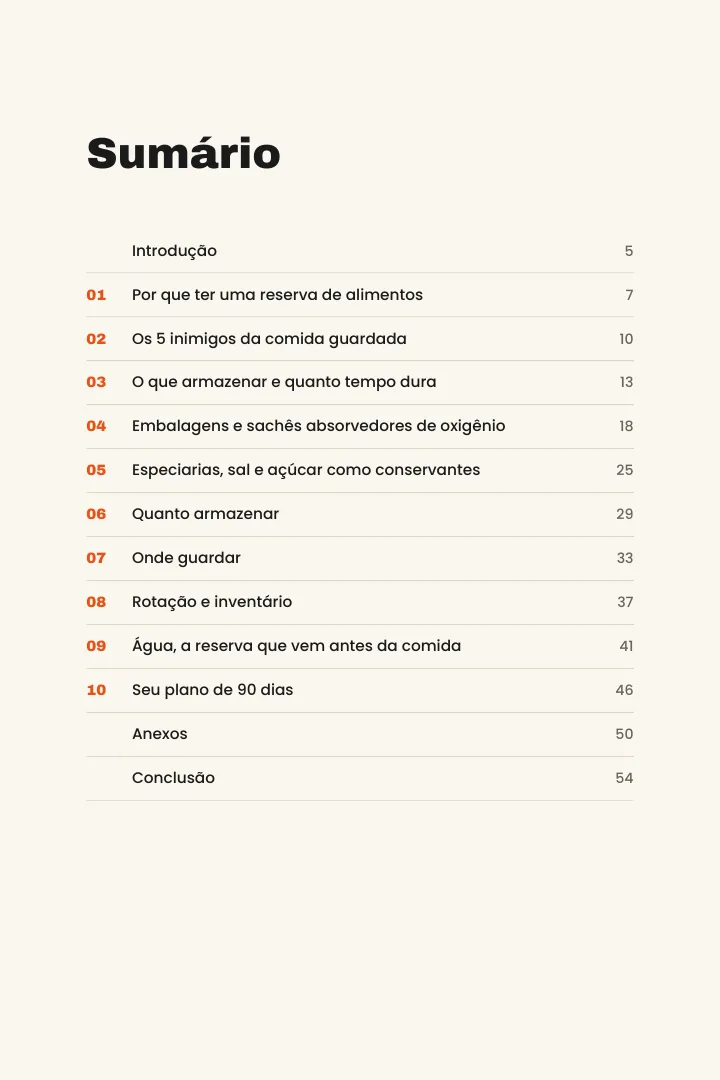 Sumário
Introdução 5
01 Por que ter uma reserva de alimentos 7
02 Os 5 inimigos da comida guardada 10
03 O que armazenar e quanto tempo dura 13
04 Embalagens e sachês absorvedores de oxigênio 18
05 Especiarias, sal e açúcar como conservantes 25
06 Quanto armazenar 29
07 Onde guardar 33
08 Rotação e inventário 37
09 Água, a reserva que vem antes da comida 41
10 Seu plano de 90 dias 46
Anexos 50
Conclusão 54